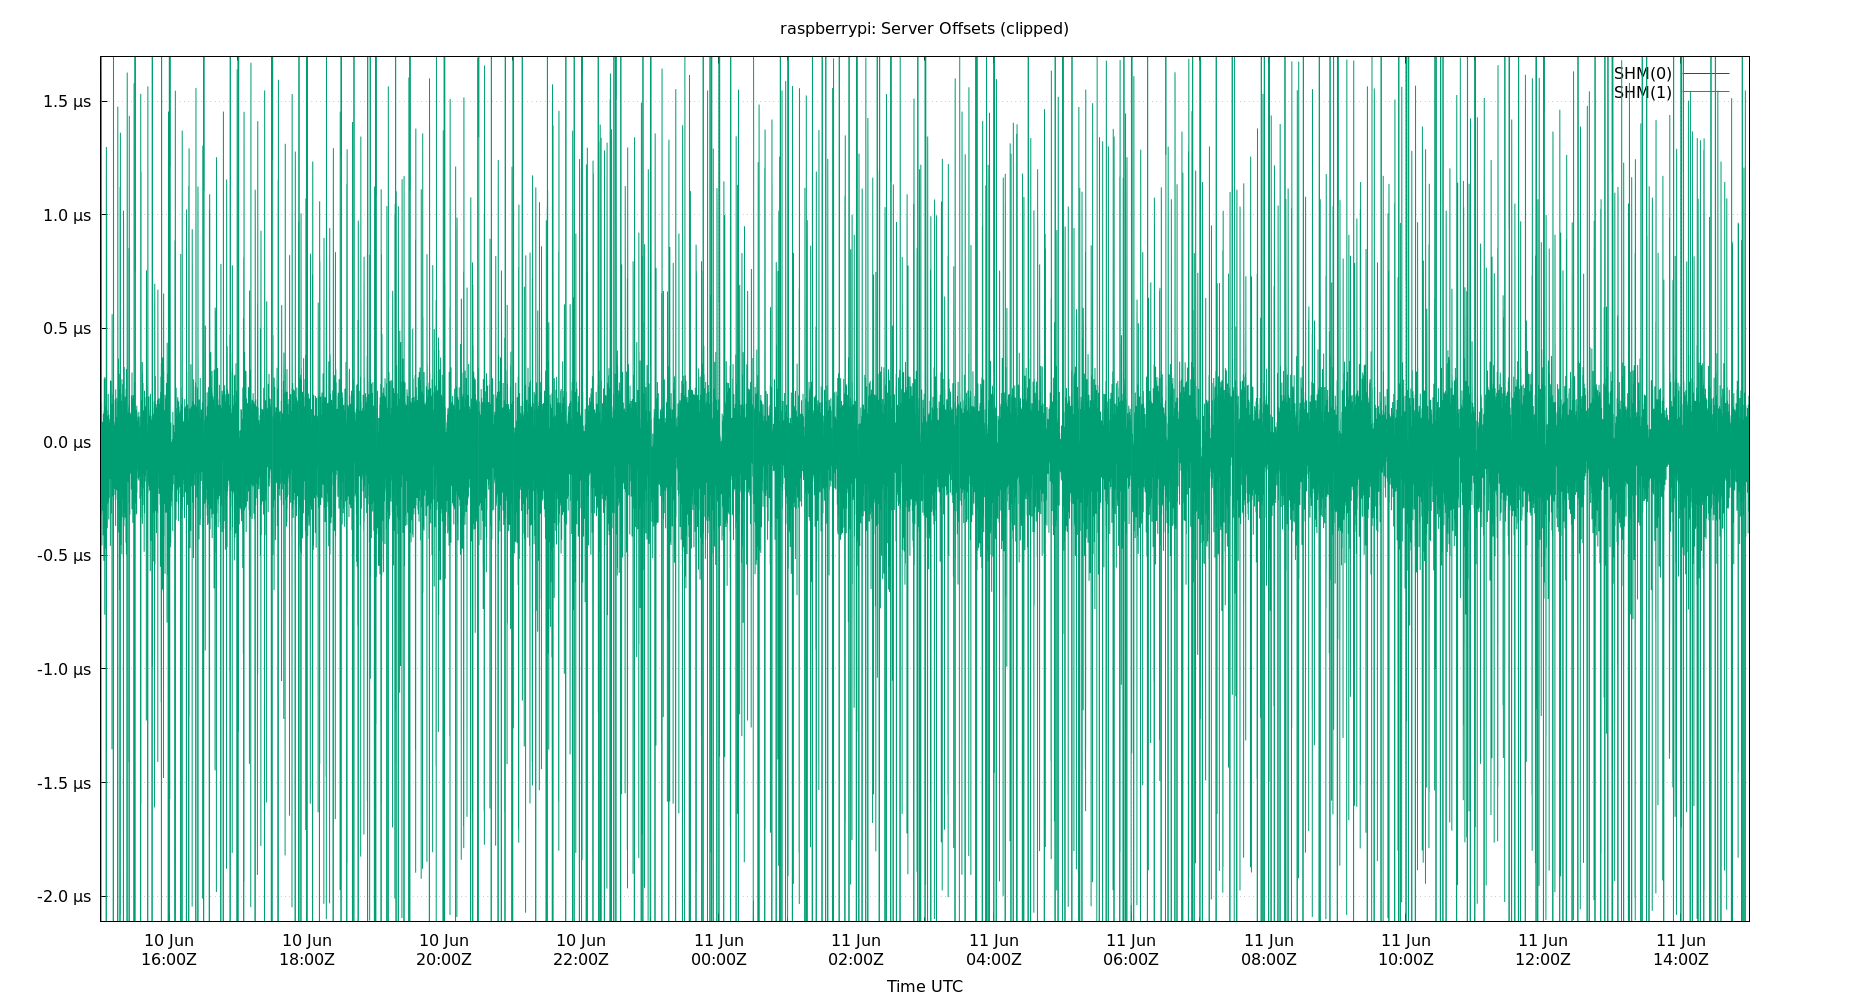 raspberrypi: Server Offsets (clipped)
SHM(0)
SHM(1)
1.5 µs
1.0 µs
0.5 µs
0.0 µs
-0.5 µs
-1.0 µs
-1.5 µs
-2.0 µs
10 Jun 10 Jun 10 Jun 10 Jun 11 Jun 11 Jun 11 Jun 11 Jun 11 Jun 11 Jun 11 Jun 11 Jun
16:00Z 18:00Z 20:00Z 22:00Z 00:00Z 02:00Z 04:00Z 06:00Z 08:00Z 10:00Z 12:00Z 14:00Z
Time UTC